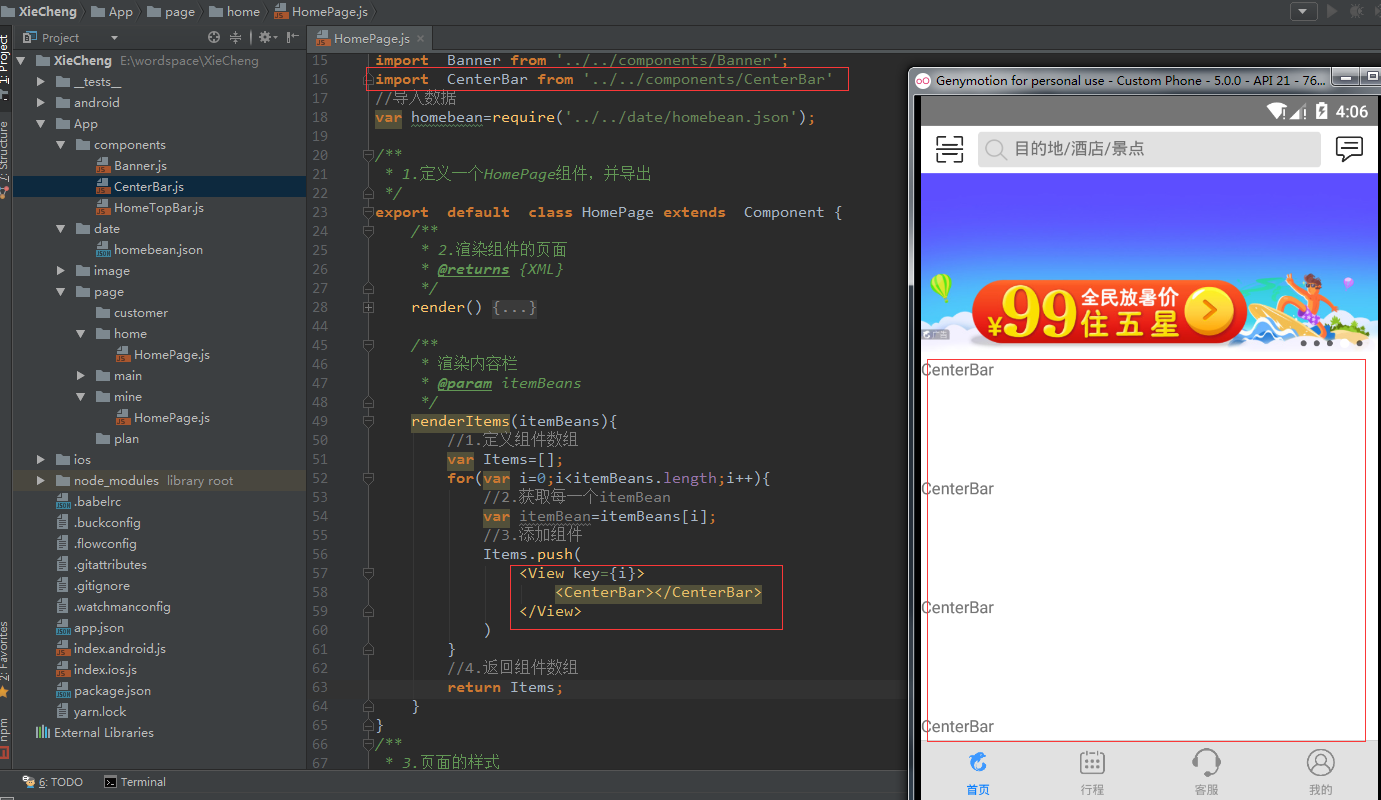 XieCheng App page home HomePage.js
Project
HomePage.js
1: Project
7: Structure
2: Favorites
npm
XieCheng E:\wordspace\XieCheng
__tests__
android
App
components
Banner.js
CenterBar.js
HomeTopBar.js
date
homebean.json
image
page
customer
home
HomePage.js
main
mine
HomePage.js
plan
ios
node_modules library root
.babelrc
.buckconfig
.flowconfig
.gitattributes
.gitignore
.watchmanconfig
app.json
index.android.js
index.ios.js
package.json
yarn.lock
External Libraries
15 import Banner from '../../components/Banner';
16 import CenterBar from '../../components/CenterBar'
17 //导入数据
18 var homebean=require('../../date/homebean.json');
19
20 /**
21 * 1.定义一个HomePage组件，并导出
22 */
23 export default class HomePage extends Component {
24 /**
25 * 2.渲染组件的页面
26 * @returns {XML}
27 */
28 render() {...}
44
45 /**
46 * 渲染内容栏
47 * @param itemBeans
48 */
49 renderItems(itemBeans){
50 //1.定义组件数组
51 var Items=[];
52 for(var i=0;i<itemBeans.length;i++){
53 //2.获取每一个itemBean
54 var itemBean=itemBeans[i];
55 //3.添加组件
56 Items.push(
57 <View key={i}>
58 <CenterBar></CenterBar>
59 </View>
60 )
61 }
62 //4.返回组件数组
63 return Items;
64 }
65 }
66 /**
67 * 3.页面的样式
6: TODO Terminal
Genymotion for personal use - Custom Phone - 5.0.0 - API 21 - 76...
4:06
目的地/酒店/景点
¥99 全民放暑价
住五星
广告
CenterBar
CenterBar
CenterBar
CenterBar
首页 行程 客服 我的